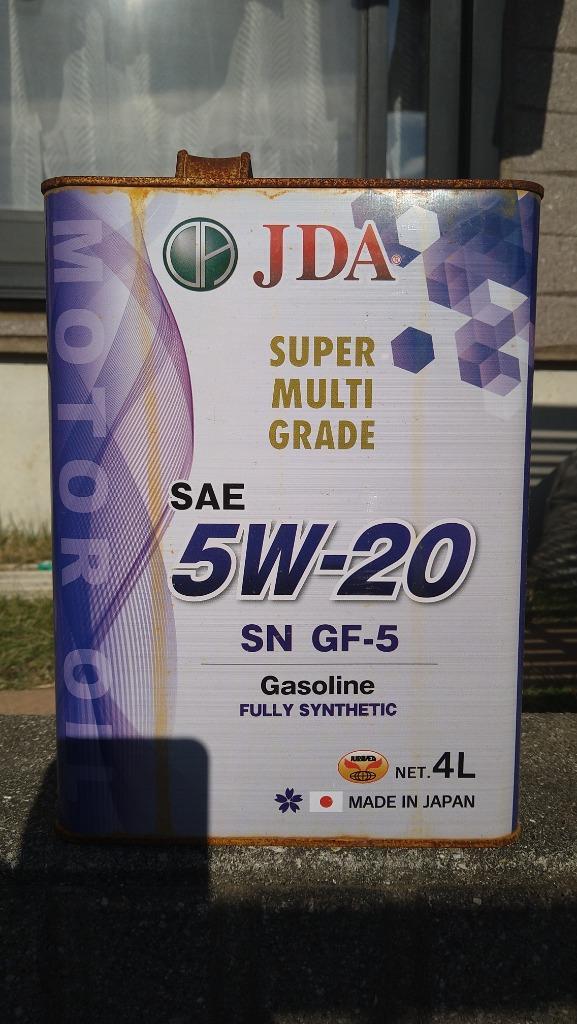 JDA
SUPER
MULTI
GRADE
SAE
5W-20
SN GF-5
Gasoline
FULLY SYNTHETIC
NET.4L
MADE IN JAPAN
MOTOR OIL